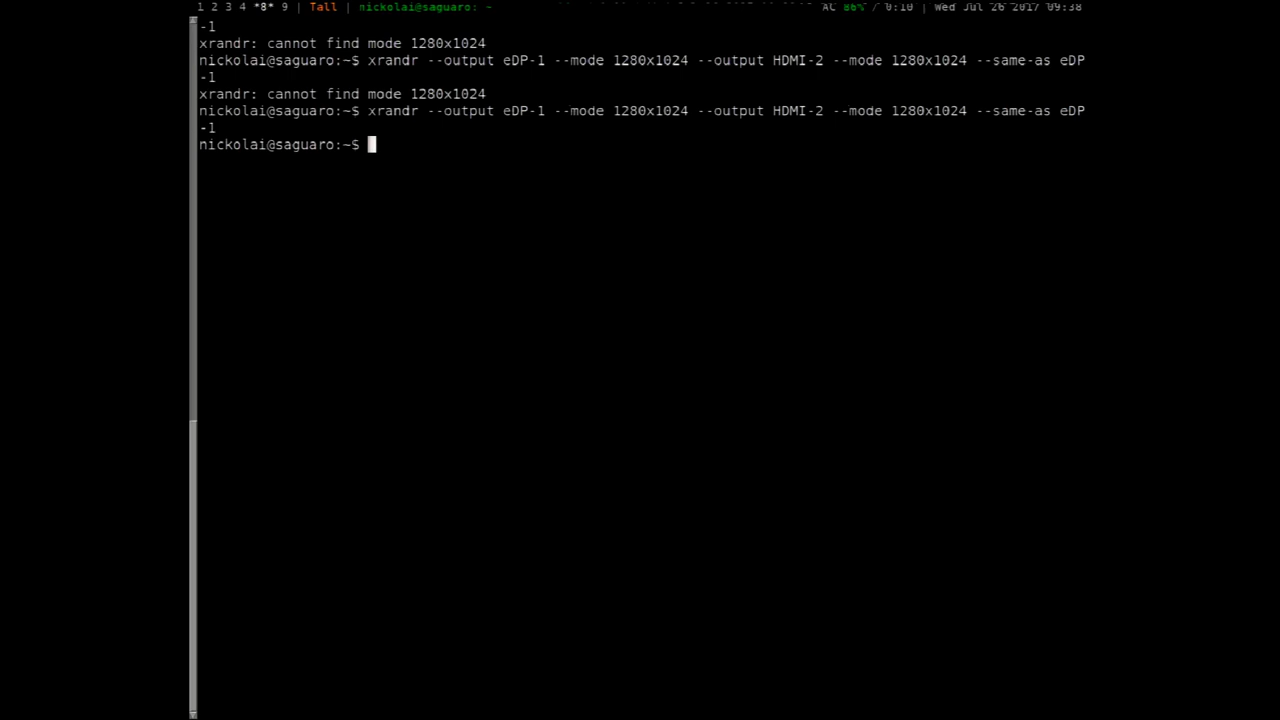 1 2 3 4 *8* 9 | Tall | nickolai@saguaro: ~ AC 86% / 0:10 | Wed Jul 26 2017 09:38
-1
xrandr: cannot find mode 1280x1024
nickolai@saguaro:~$ xrandr --output eDP-1 --mode 1280x1024 --output HDMI-2 --mode 1280x1024 --same-as eDP
-1
xrandr: cannot find mode 1280x1024
nickolai@saguaro:~$ xrandr --output eDP-1 --mode 1280x1024 --output HDMI-2 --mode 1280x1024 --same-as eDP
-1
nickolai@saguaro:~$